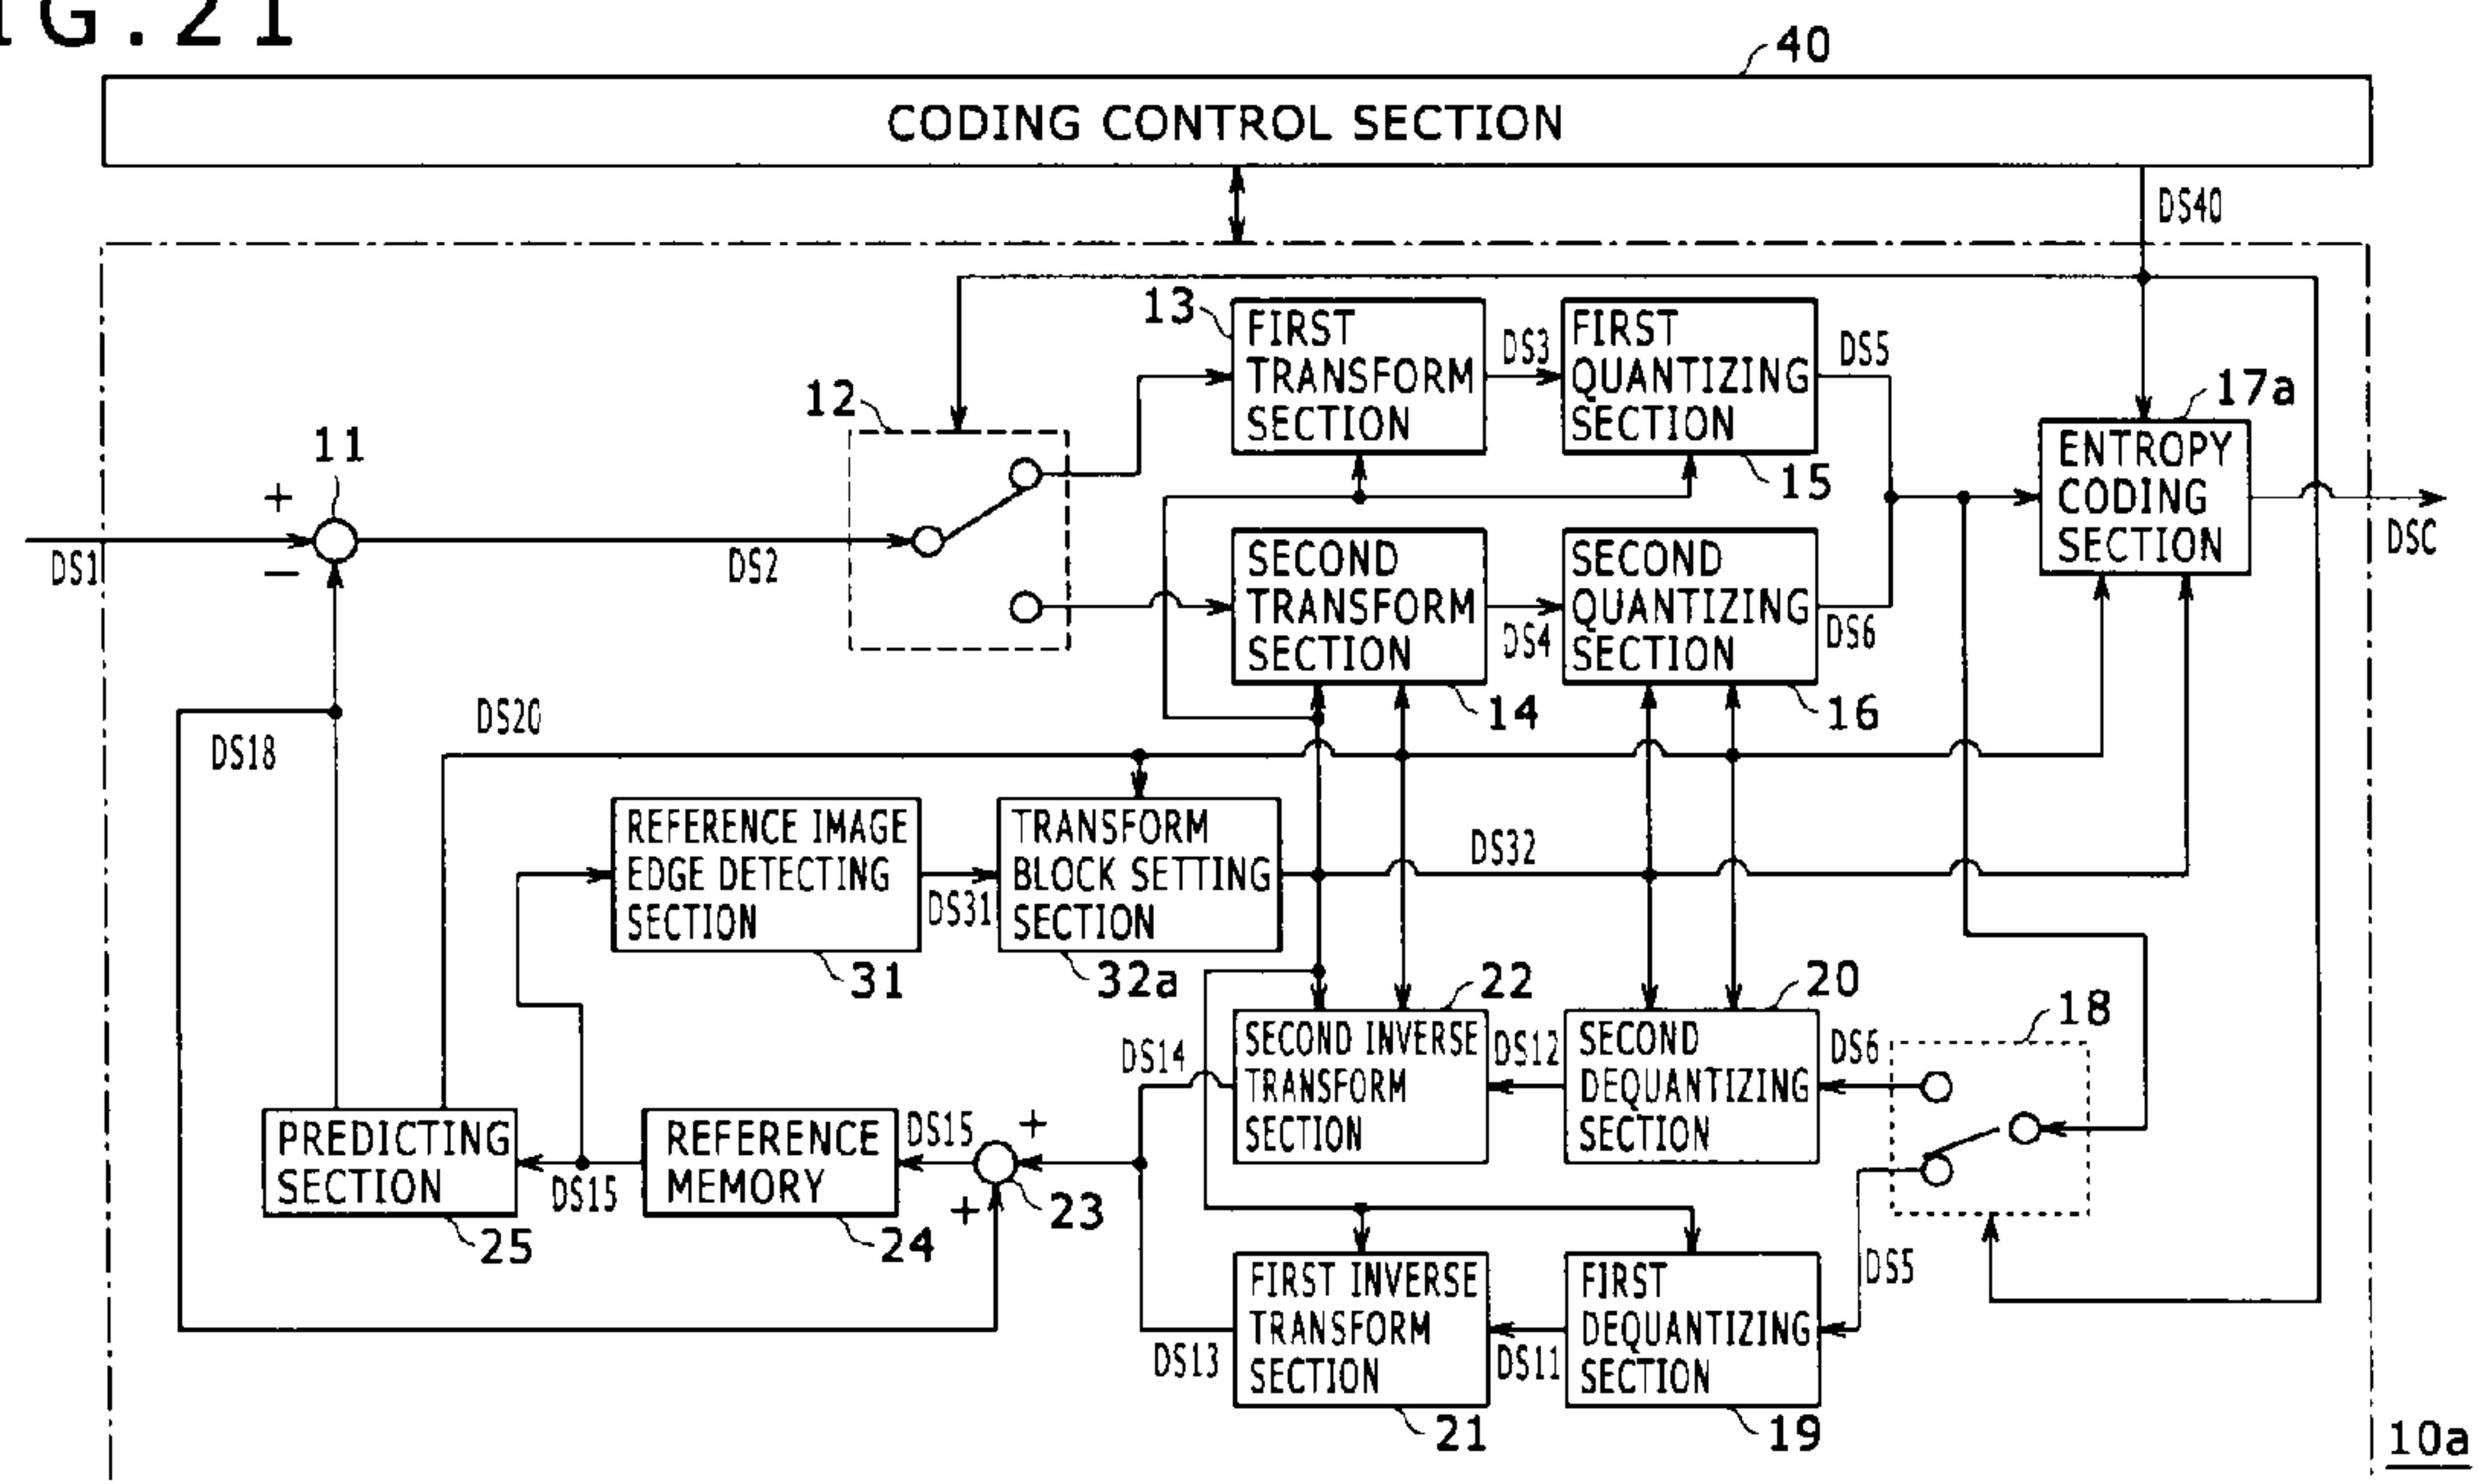 IG.21
40
CODING CONTROL SECTION
DS40
13
FIRST
TRANSFORM
SECTION
DS3
FIRST
QUANTIZING
SECTION
DS5
15
12
17a
ENTROPY
CODING
SECTION
DSC
11
+
−
DS1
DS2
SECOND
TRANSFORM
SECTION
DS4
SECOND
QUANTIZING
SECTION
DS6
14
16
DS18
DS20
REFERENCE IMAGE
EDGE DETECTING
SECTION
31
DS31
TRANSFORM
BLOCK SETTING
SECTION
32a
DS32
22
20
18
DS14
SECOND INVERSE
TRANSFORM
SECTION
DS12
SECOND
DEQUANTIZING
SECTION
DS6
PREDICTING
SECTION
25
DS15
REFERENCE
MEMORY
24
DS15
+
+
23
DS5
FIRST INVERSE
TRANSFORM
SECTION
21
DS13
DS11
FIRST
DEQUANTIZING
SECTION
19
10a